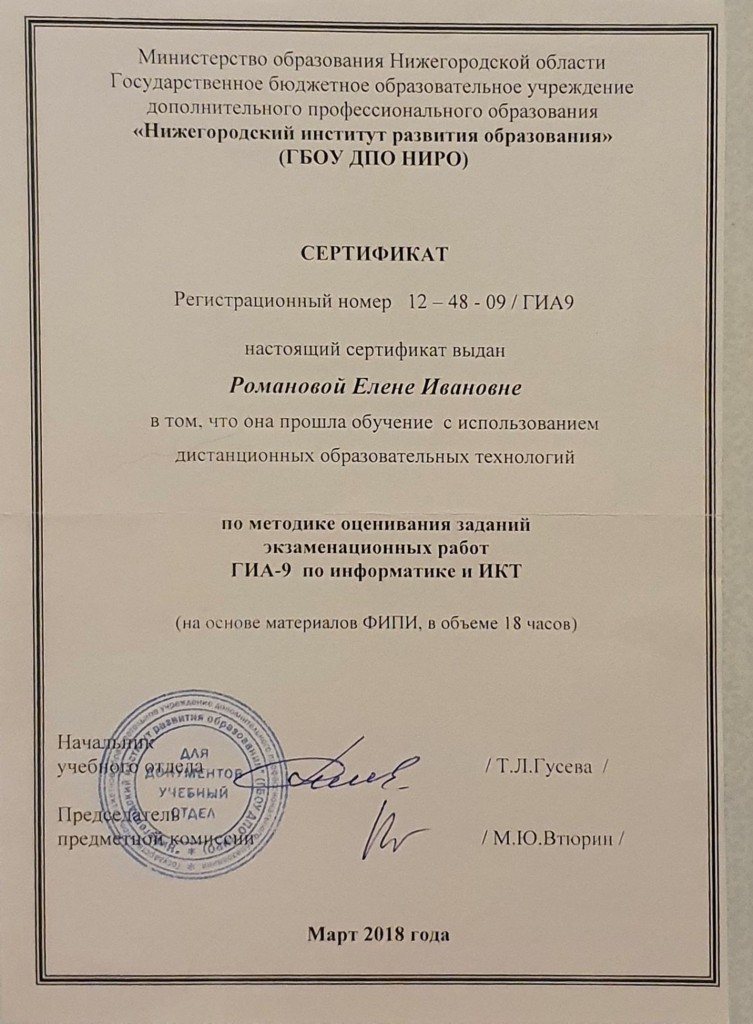 Министерство образования Нижегородской области
Государственное бюджетное образовательное учреждение
дополнительного профессионального образования
«Нижегородский институт развития образования»
(ГБОУ ДПО НИРО)
СЕРТИФИКАТ
Регистрационный номер 12 – 48 - 09 / ГИА9
настоящий сертификат выдан
Романовой Елене Ивановне
в том, что она прошла обучение с использованием
дистанционных образовательных технологий
по методике оценивания заданий
экзаменационных работ
ГИА-9 по информатике и ИКТ
(на основе материалов ФИПИ, в объеме 18 часов)
Начальник
учебного отдела / Т.Л.Гусева /
Председатель
предметной комиссии / М.Ю.Втюрин /
ДЛЯ
ДОКУМЕНТОВ
УЧЕБНЫЙ
ОТДЕЛ
Март 2018 года